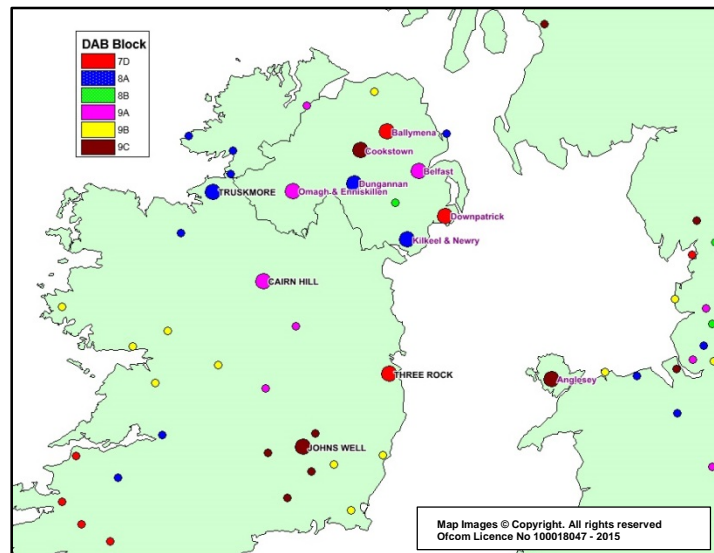 DAB Block
7D
8A
8B
9A
9B
9C
Ballymena
Cookstown
Belfast
Dungannan
TRUSKMORE
Omagh & Enniskillen
Downpatrick
Kilkeel & Newry
CAIRN HILL
THREE ROCK
Anglesey
JOHNS WELL
Map Images © Copyright. All rights reserved
Ofcom Licence No 100018047 - 2015